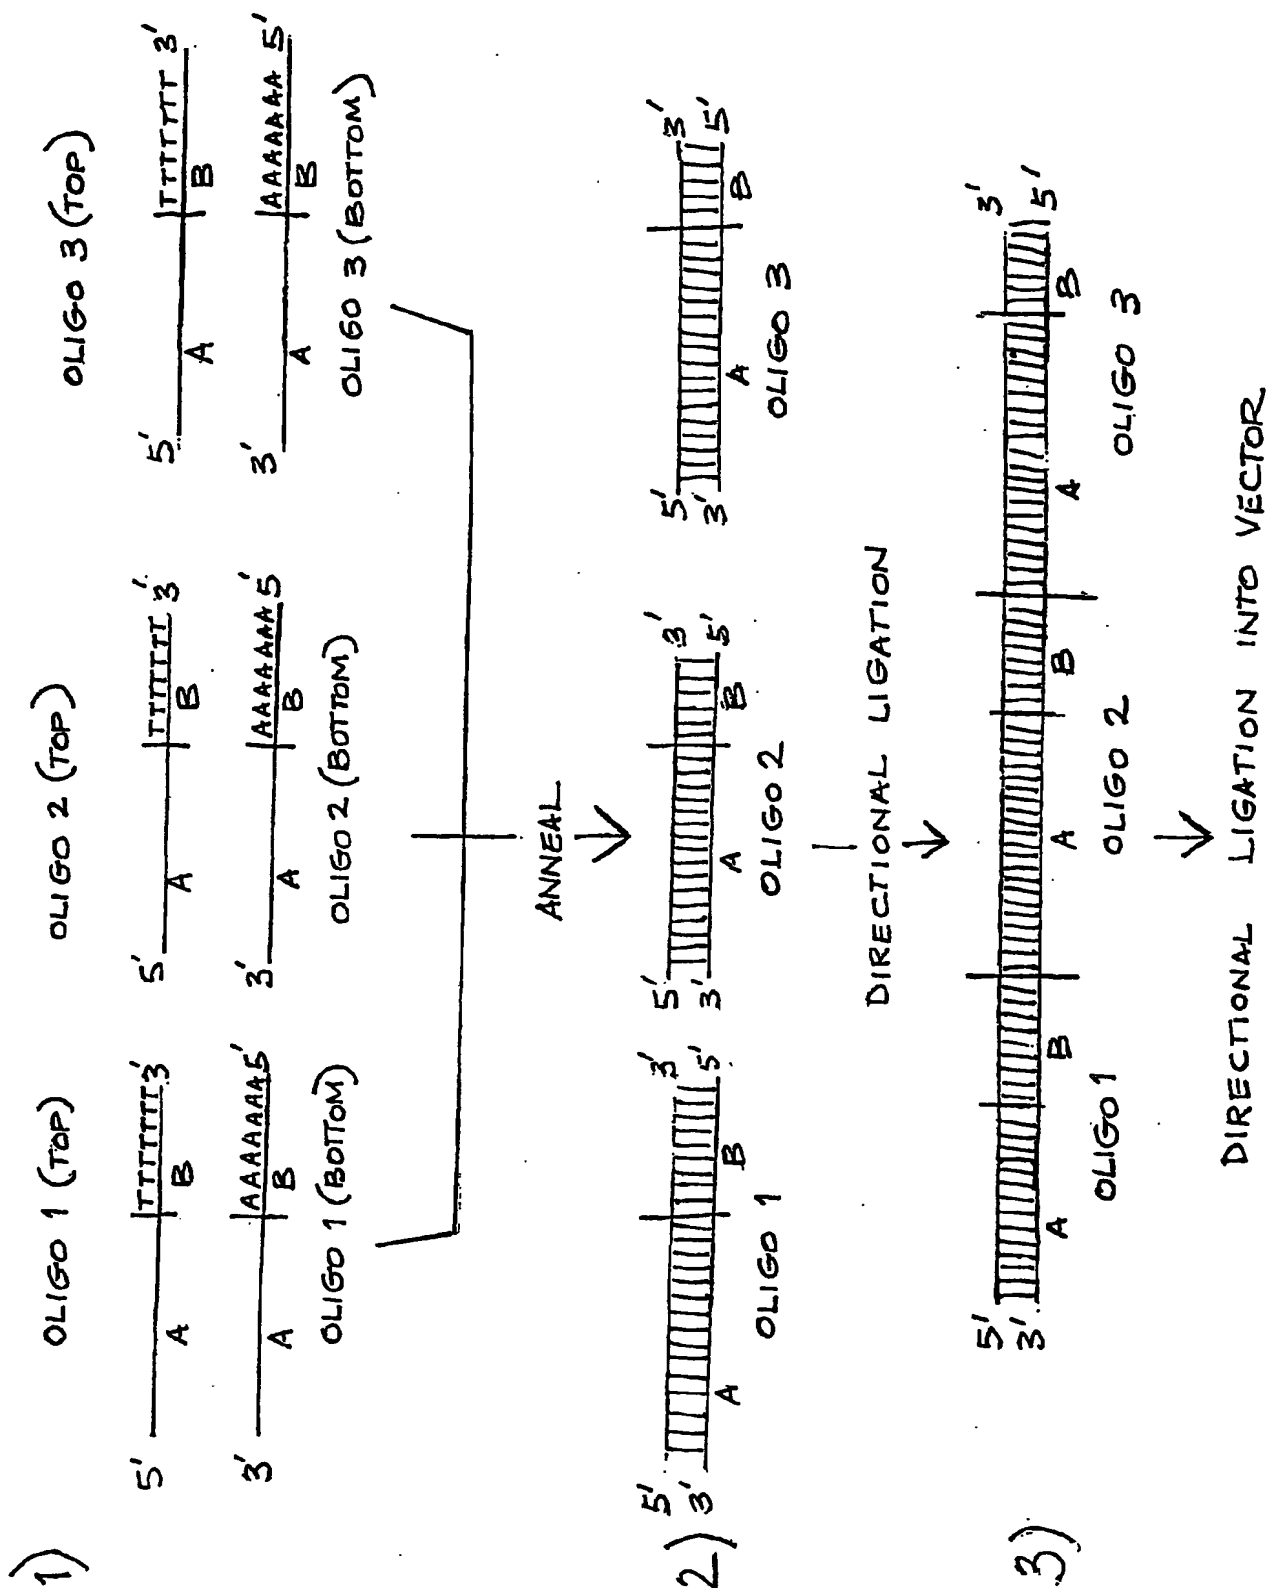 1)
OLIGO 1 (TOP) OLIGO 2 (TOP) OLIGO 3 (TOP)
5' TTTTTTT 3' 5' TTTTTTT 3' 5' TTTTTTT 3'
A B A B A B
3' AAAAAAA 5' 3' AAAAAAA 5' 3' AAAAAAA 5'
A B A B A B
OLIGO 1 (BOTTOM) OLIGO 2 (BOTTOM) OLIGO 3 (BOTTOM)
ANNEAL
2)
5' 3' 5' 3' 5' 3'
3' 5' 3' 5' 3' 5'
A B A B A B
OLIGO 1 OLIGO 2 OLIGO 3
DIRECTIONAL LIGATION
3)
5' 3'
3' 5'
A B A B A B
OLIGO 1 OLIGO 2 OLIGO 3
DIRECTIONAL LIGATION INTO VECTOR